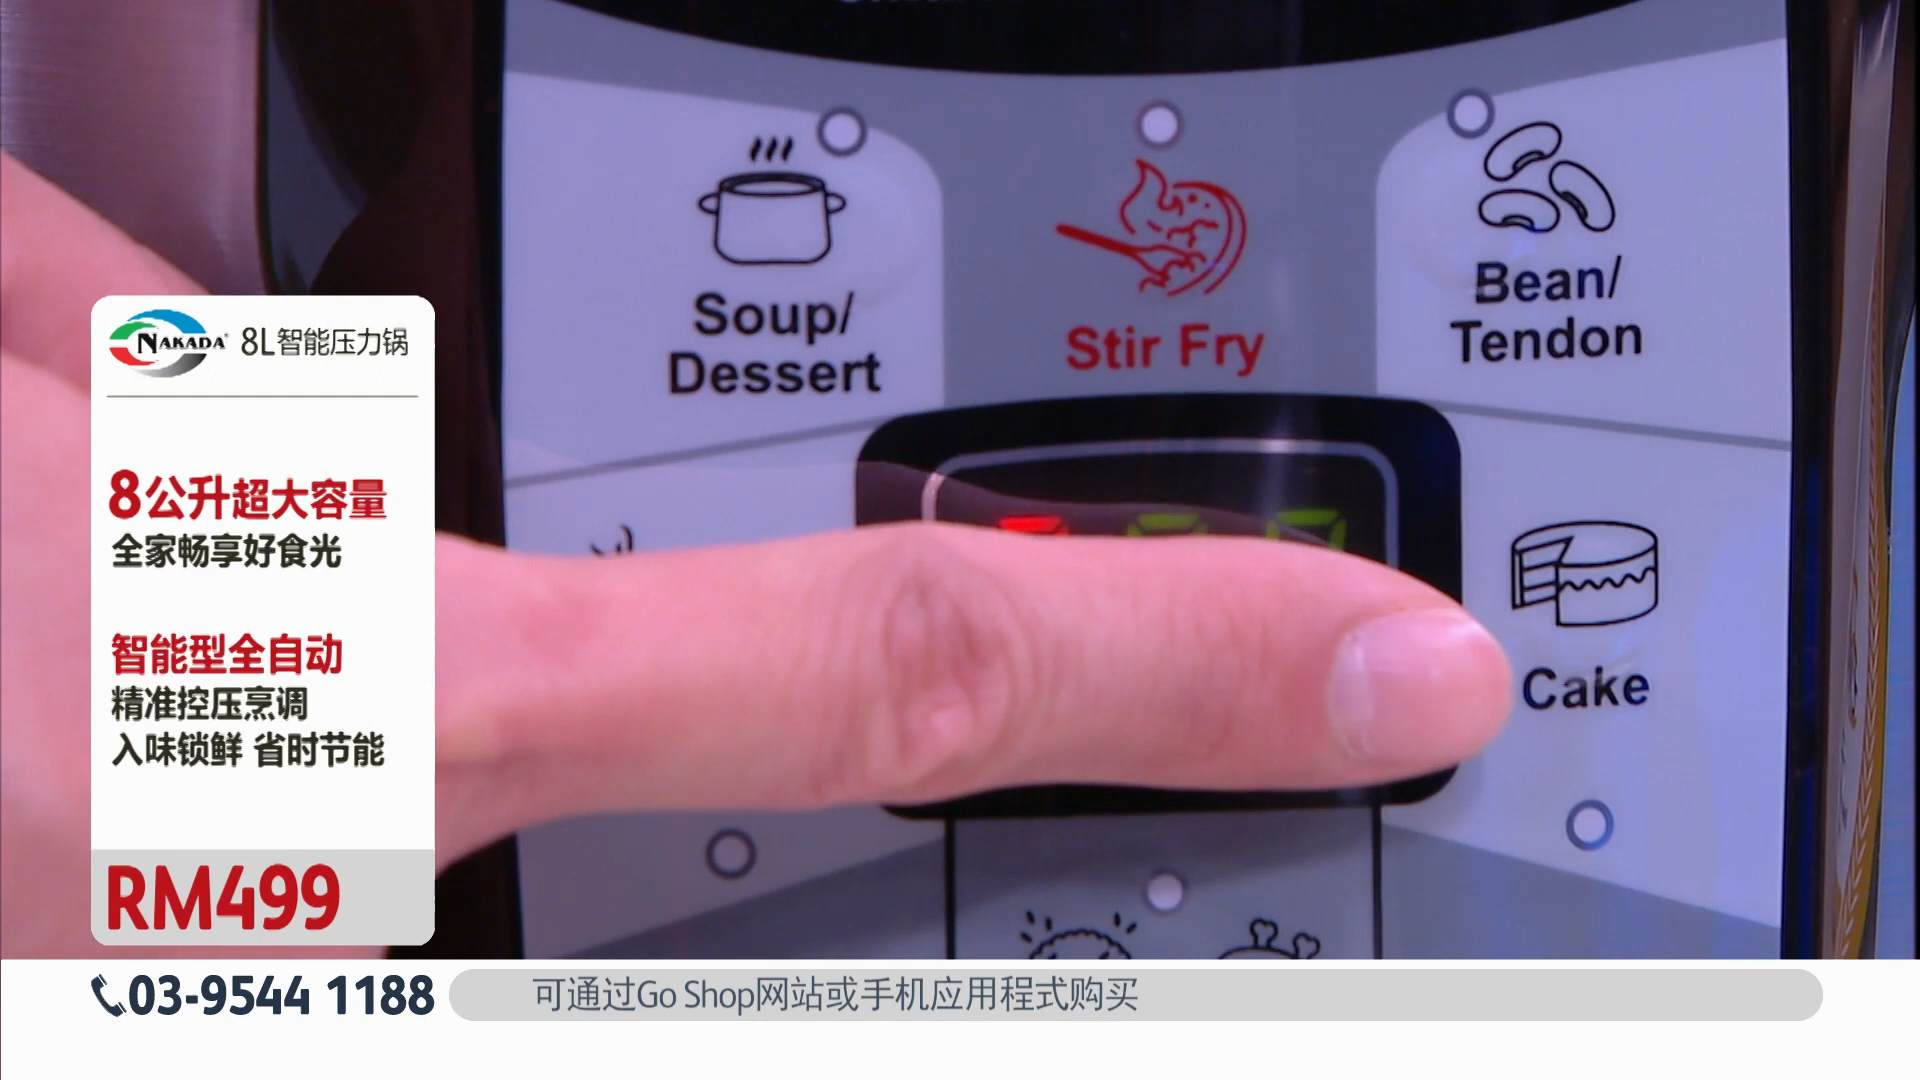 Soup/
Dessert
Stir Fry
Bean/
Tendon
Cake
NAKADA 8L智能压力锅
8公升超大容量
全家畅享好食光
智能型全自动
精准控压烹调
入味锁鲜 省时节能
RM499
03-9544 1188
可通过Go Shop网站或手机应用程式购买